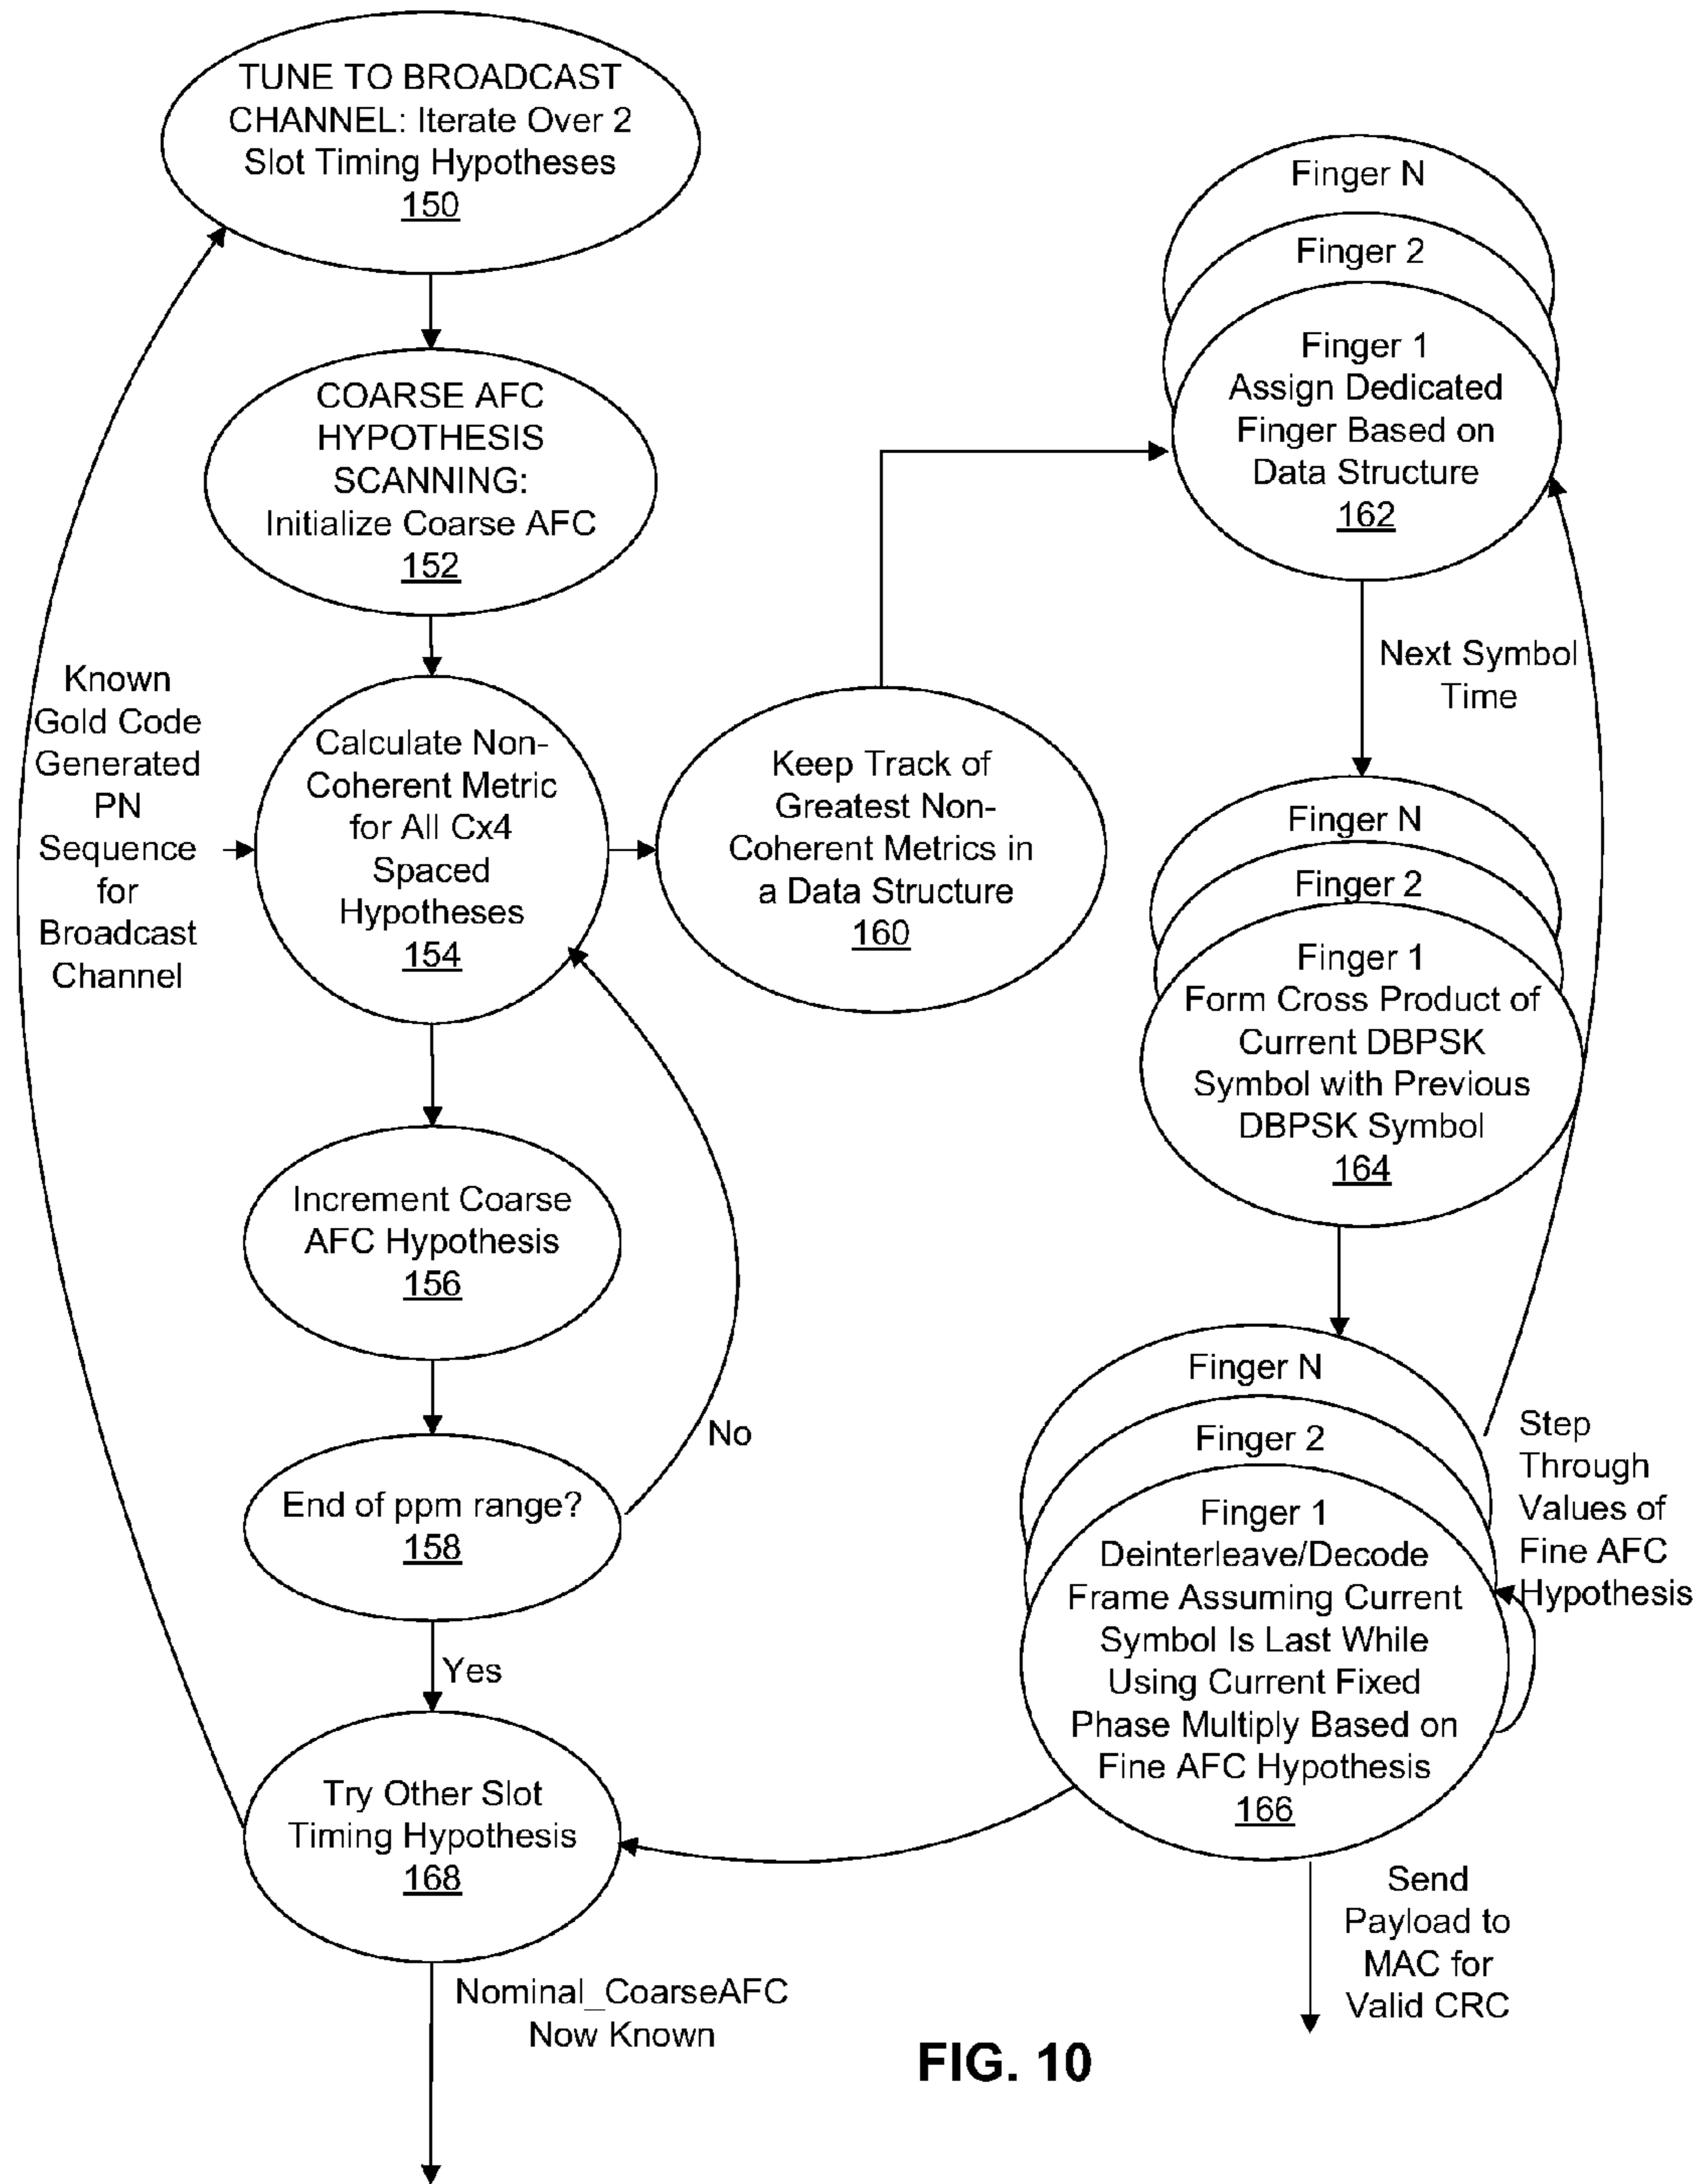 TUNE TO BROADCAST
CHANNEL: Iterate Over 2
Slot Timing Hypotheses
150
COARSE AFC
HYPOTHESIS
SCANNING:
Initialize Coarse AFC
152
Known
Gold Code
Generated
PN
Sequence
for
Broadcast
Channel
Calculate Non-
Coherent Metric
for All Cx4
Spaced
Hypotheses
154
Increment Coarse
AFC Hypothesis
156
End of ppm range?
158
No
Yes
Try Other Slot
Timing Hypothesis
168
Nominal_CoarseAFC
Now Known
Keep Track of
Greatest Non-
Coherent Metrics in
a Data Structure
160
Finger N
Finger 2
Finger 1
Assign Dedicated
Finger Based on
Data Structure
162
Next Symbol
Time
Finger N
Finger 2
Finger 1
Form Cross Product of
Current DBPSK
Symbol with Previous
DBPSK Symbol
164
Finger N
Finger 2
Finger 1
Deinterleave/Decode
Frame Assuming Current
Symbol Is Last While
Using Current Fixed
Phase Multiply Based on
Fine AFC Hypothesis
166
Step
Through
Values of
Fine AFC
Hypothesis
Send
Payload to
MAC for
Valid CRC
FIG. 10